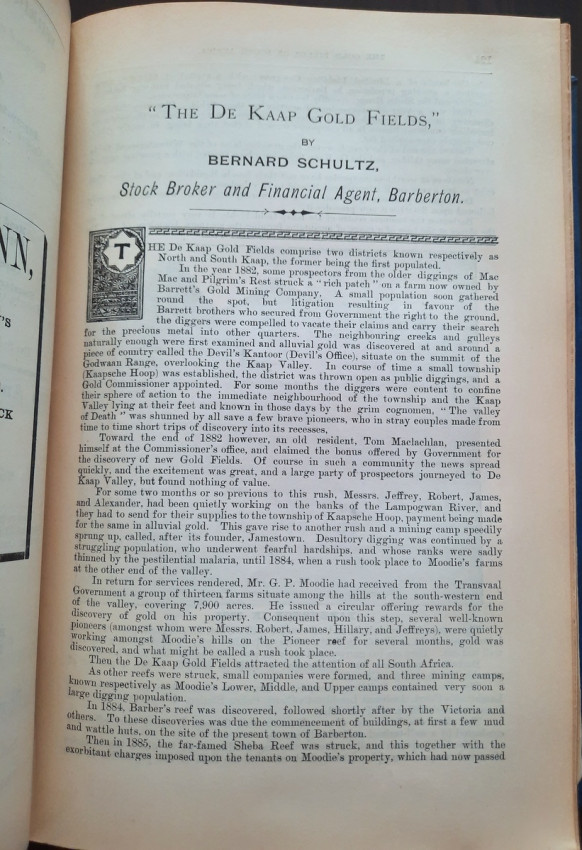 "THE DE KAAP GOLD FIELDS,"
BY
BERNARD SCHULTZ,
Stock Broker and Financial Agent, Barberton.
THE De Kaap Gold Fields comprise two districts known respectively as
North and South Kaap, the former being the first populated.
In the year 1882, some prospectors from the older diggings of Mac
Mac and Pilgrim's Rest struck a "rich patch" on a farm now owned by
Barrett's Gold Mining Company. A small population soon gathered
round the spot, but litigation resulting in favour of the
Barrett brothers who secured from Government the right to the ground,
the diggers were compelled to vacate their claims and carry their search
for the precious metal into other quarters. The neighbouring creeks and gulleys
naturally enough were first examined and alluvial gold was discovered at and around a
piece of country called the Devil's Kantoor (Devil's Office), situate on the summit of the
Godwaan Range, overlooking the Kaap Valley. In course of time a small township
(Kaapsche Hoop) was established, the district was thrown open as public diggings, and a
Gold Commissioner appointed. For some months the diggers were content to confine
their sphere of action to the immediate neighbourhood of the township and the Kaap
Valley lying at their feet and known in those days by the grim cognomen, "The valley
of Death" was shunned by all save a few brave pioneers, who in stray couples made from
time to time short trips of discovery into its recesses.
Toward the end of 1882 however, an old resident, Tom Maclachlan, presented
himself at the Commissioner's office, and claimed the bonus offered by Government for
the discovery of new Gold Fields. Of course in such a community the news spread
quickly, and the excitement was great, and a large party of prospectors journeyed to De
Kaap Valley, but found nothing of value.
For some two months or so previous to this rush, Messrs. Jeffrey, Robert, James,
and Alexander, had been quietly working on the banks of the Lampogwan River, and
they had to send for their supplies to the township of Kaapsche Hoop, payment being made
for the same in alluvial gold. This gave rise to another rush and a mining camp speedily
sprung up, called, after its founder, Jamestown. Desultory digging was continued by a
struggling population, who underwent fearful hardships, and whose ranks were sadly
thinned by the pestilential malaria, until 1884, when a rush took place to Moodie's farms
at the other end of the valley.
In return for services rendered, Mr. G. P. Moodie had received from the Transvaal
Government a group of thirteen farms situate among the hills at the south-western end
of the valley, covering 7,900 acres. He issued a circular offering rewards for the
discovery of gold on his property. Consequent upon this step, several well-known
pioneers (amongst whom were Messrs. Robert, James, Hillary, and Jeffreys), were quietly
working amongst Moodie's hills on the Pioneer reef for several months, gold was
discovered, and what might be called a rush took place.
Then the De Kaap Gold Fields attracted the attention of all South Africa.
As other reefs were struck, small companies were formed, and three mining camps,
known respectively as Moodie's Lower, Middle, and Upper camps contained very soon a
large digging population.
In 1884, Barber's reef was discovered, followed shortly after by the Victoria and
others. To these discoveries was due the commencement of buildings, at first a few mud
and wattle huts, on the site of the present town of Barberton.
Then in 1885, the far-famed Sheba Reef was struck, and this together with the
exorbitant charges imposed upon the tenants on Moodie's property, which had now passed
NN,
'S
CK